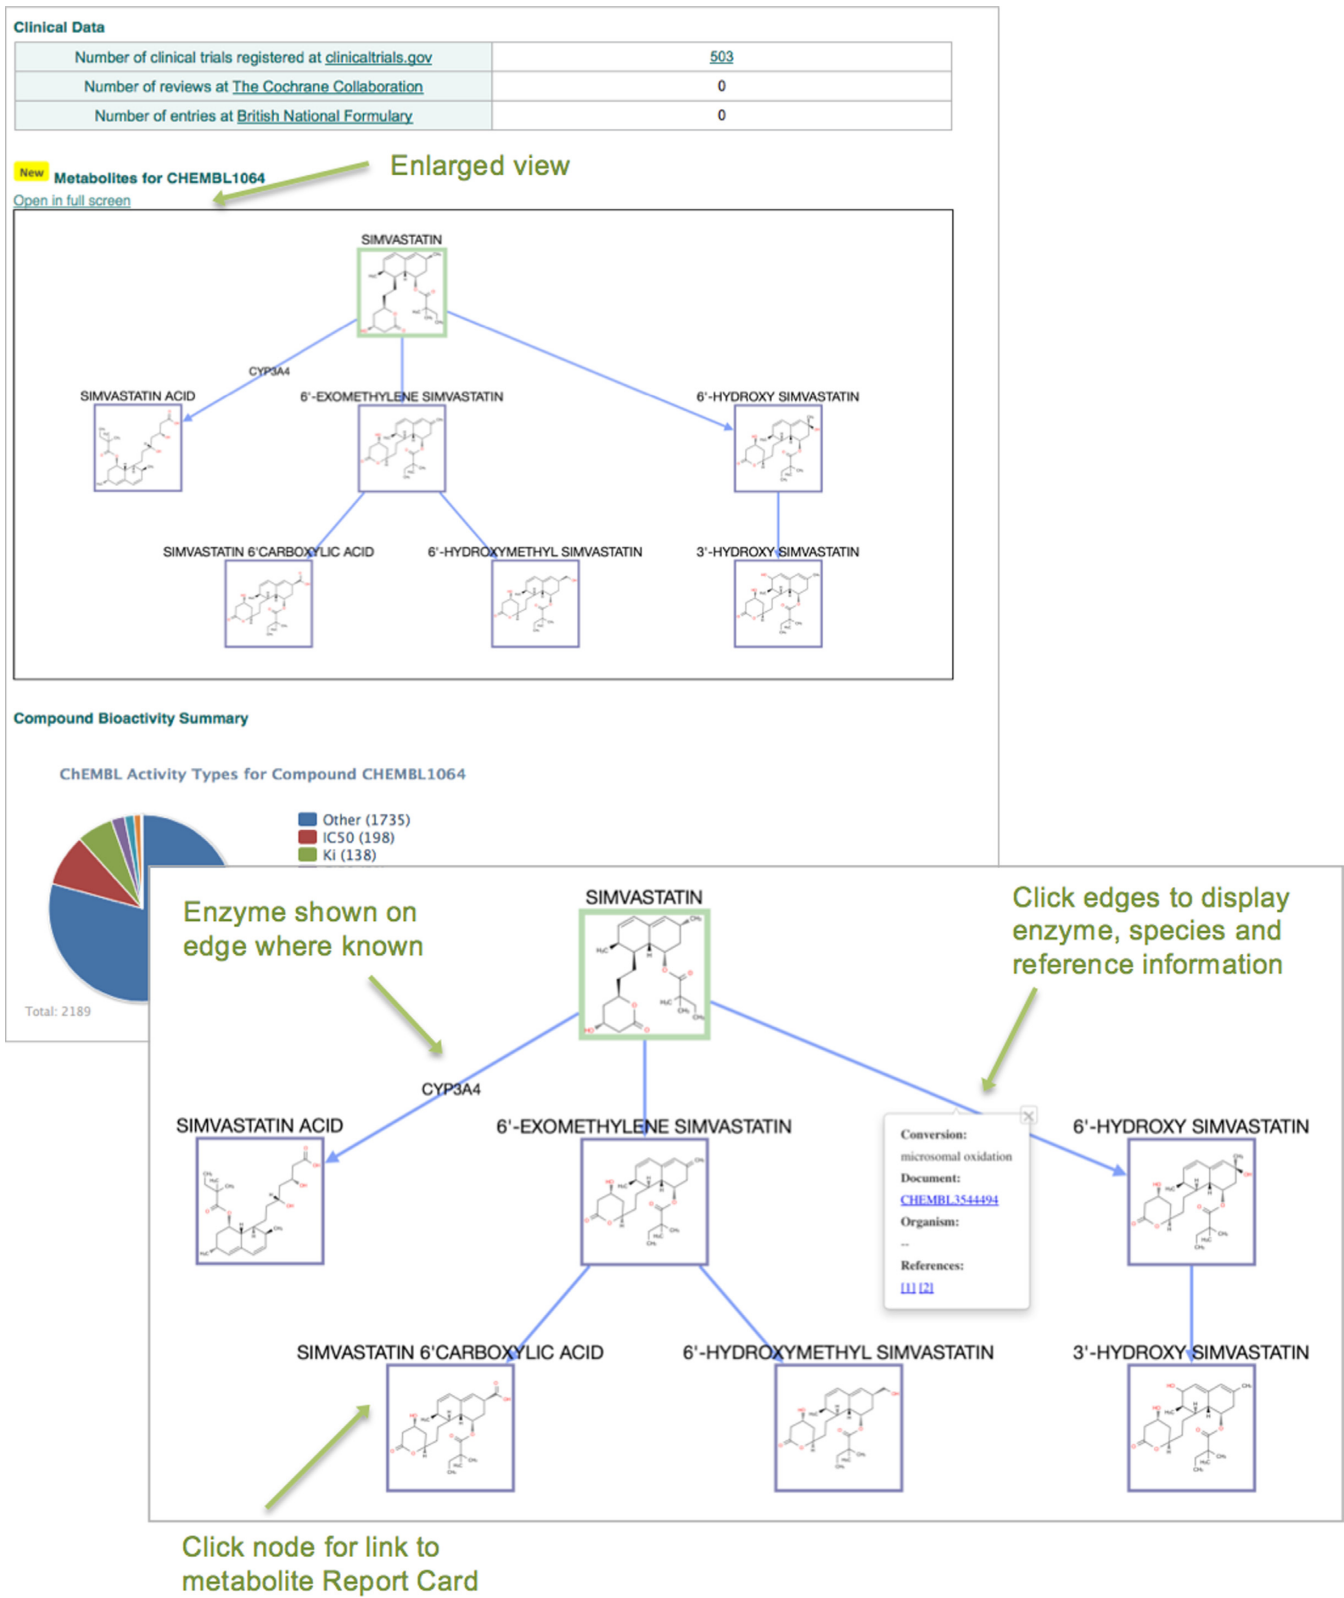 Clinical Data
Number of clinical trials registered at clinicaltrials.gov 503
Number of reviews at The Cochrane Collaboration 0
Number of entries at British National Formulary 0
New Metabolites for CHEMBL1064
Enlarged view
Open in full screen
SIMVASTATIN
CYP3A4
SIMVASTATIN ACID
6'-EXOMETHYLENE SIMVASTATIN
6'-HYDROXY SIMVASTATIN
SIMVASTATIN 6'CARBOXYLIC ACID
6'-HYDROXYMETHYL SIMVASTATIN
3'-HYDROXY SIMVASTATIN
Compound Bioactivity Summary
ChEMBL Activity Types for Compound CHEMBL1064
Other (1735)
IC50 (198)
Ki (138)
Total: 2189
Enzyme shown on
edge where known
SIMVASTATIN
Click edges to display
enzyme, species and
reference information
CYP3A4
SIMVASTATIN ACID
6'-EXOMETHYLENE SIMVASTATIN
Conversion:
microsomal oxidation
Document:
CHEMBL3544494
Organism:
--
References:
[1] [2]
6'-HYDROXY SIMVASTATIN
SIMVASTATIN 6'CARBOXYLIC ACID
6'-HYDROXYMETHYL SIMVASTATIN
3'-HYDROXY SIMVASTATIN
Click node for link to
metabolite Report Card